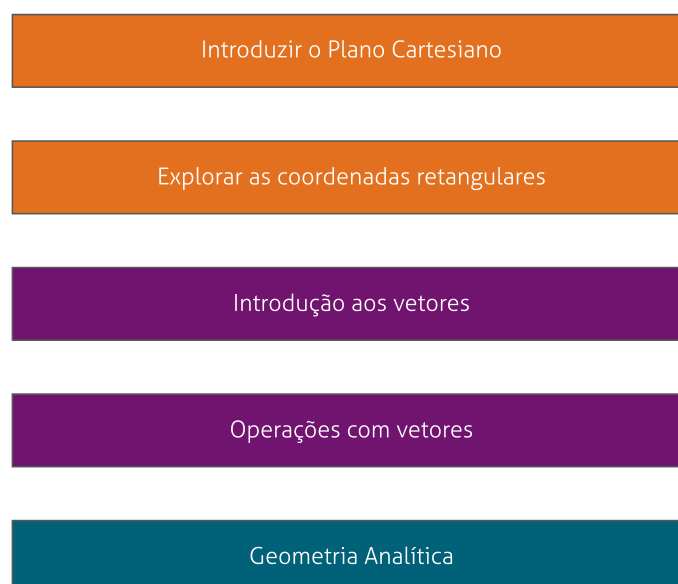 Introduzir o Plano Cartesiano
Explorar as coordenadas retangulares
Introdução aos vetores
Operações com vetores
Geometria Analítica